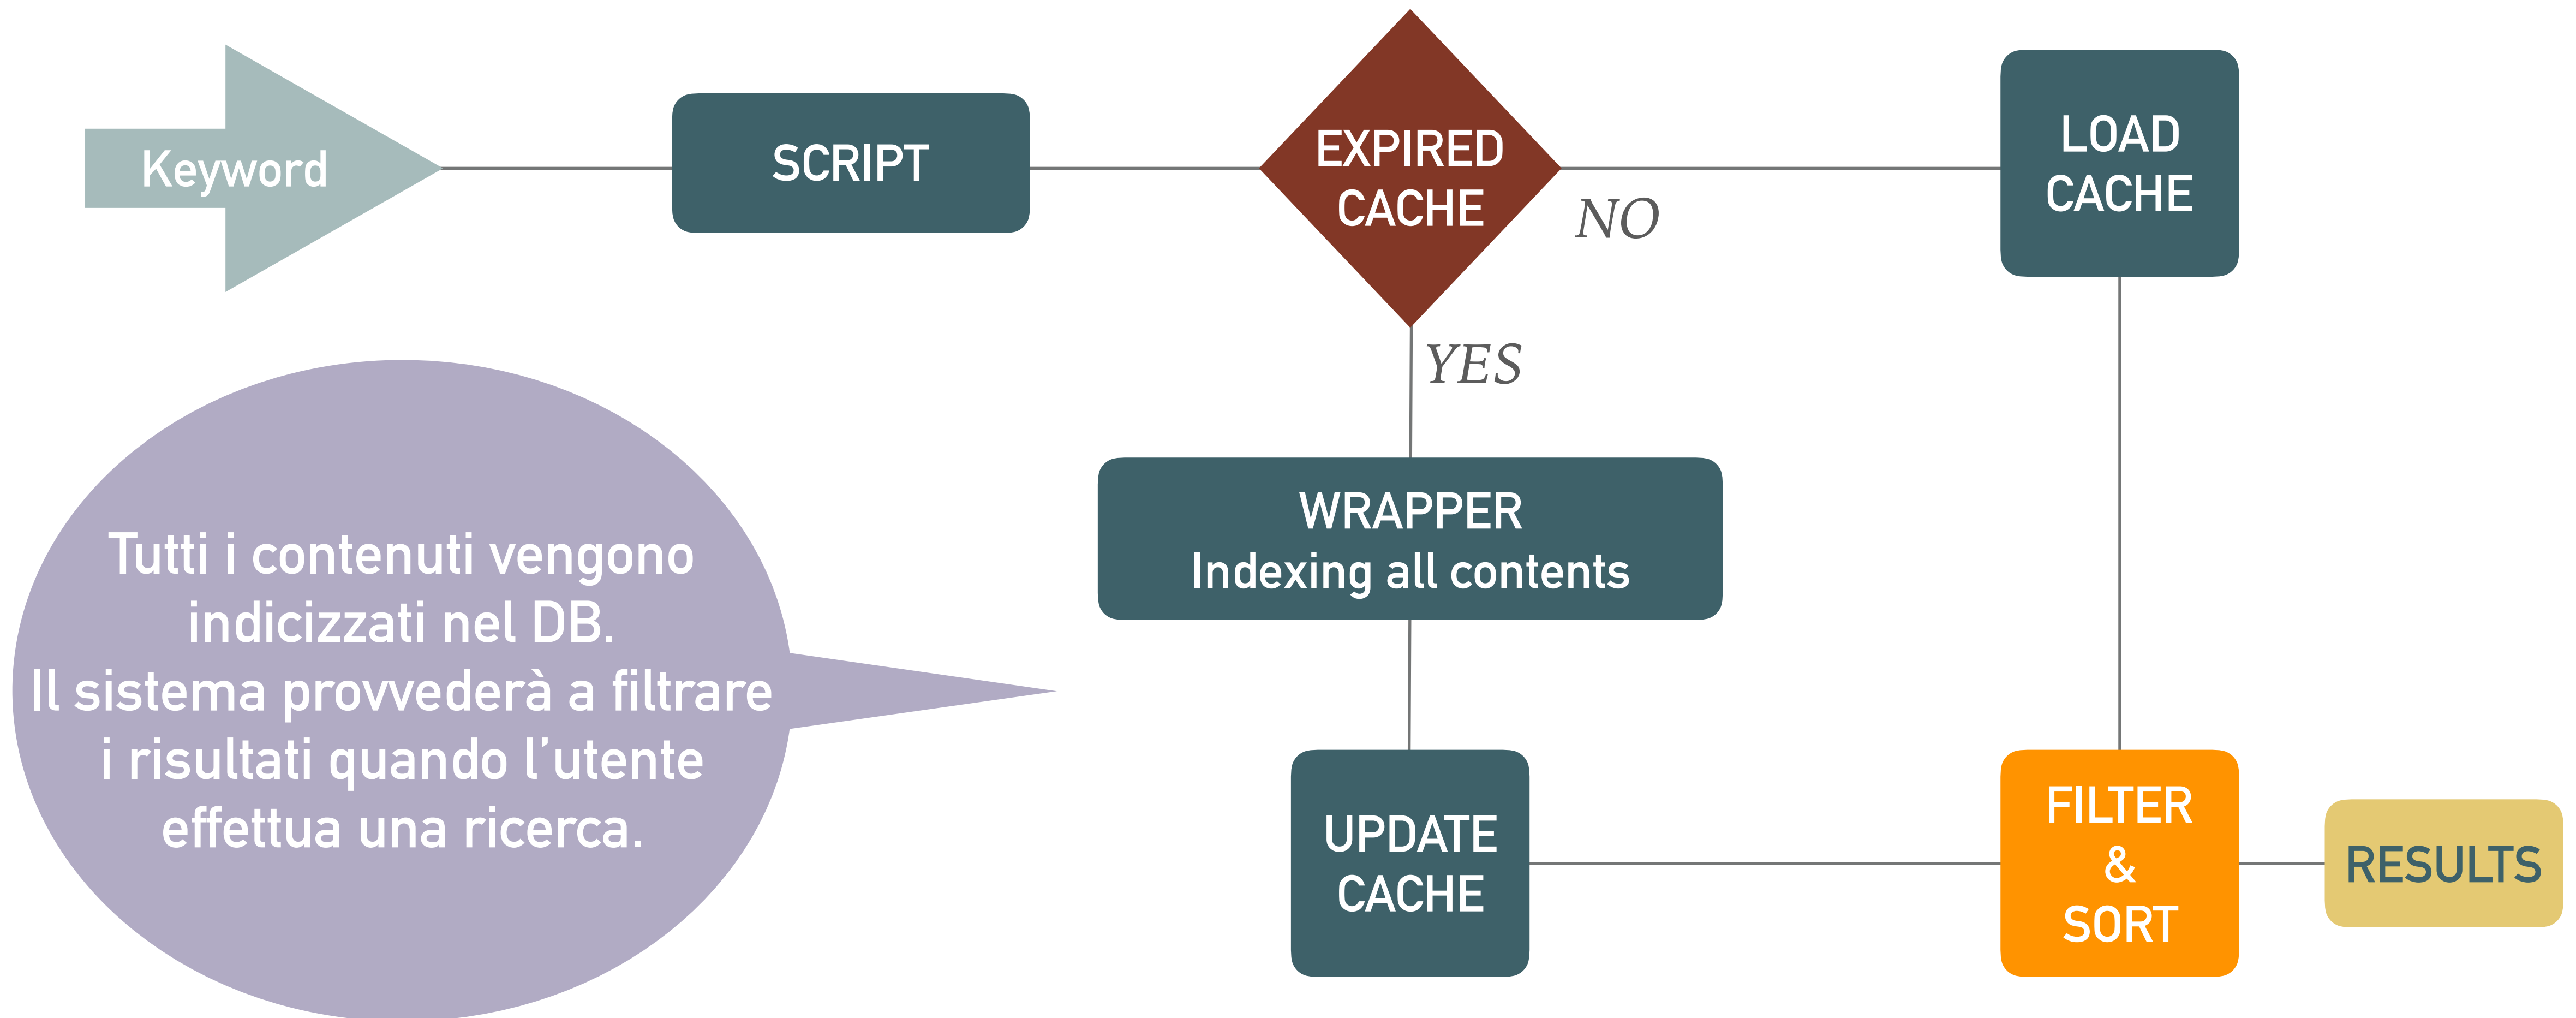 Keyword
SCRIPT
EXPIRED
CACHE
NO
LOAD
CACHE
YES
WRAPPER
Indexing all contents
Tutti i contenuti vengono
indicizzati nel DB.
Il sistema provvederà a filtrare
i risultati quando l’utente
effettua una ricerca.
UPDATE
CACHE
FILTER
&
SORT
RESULTS